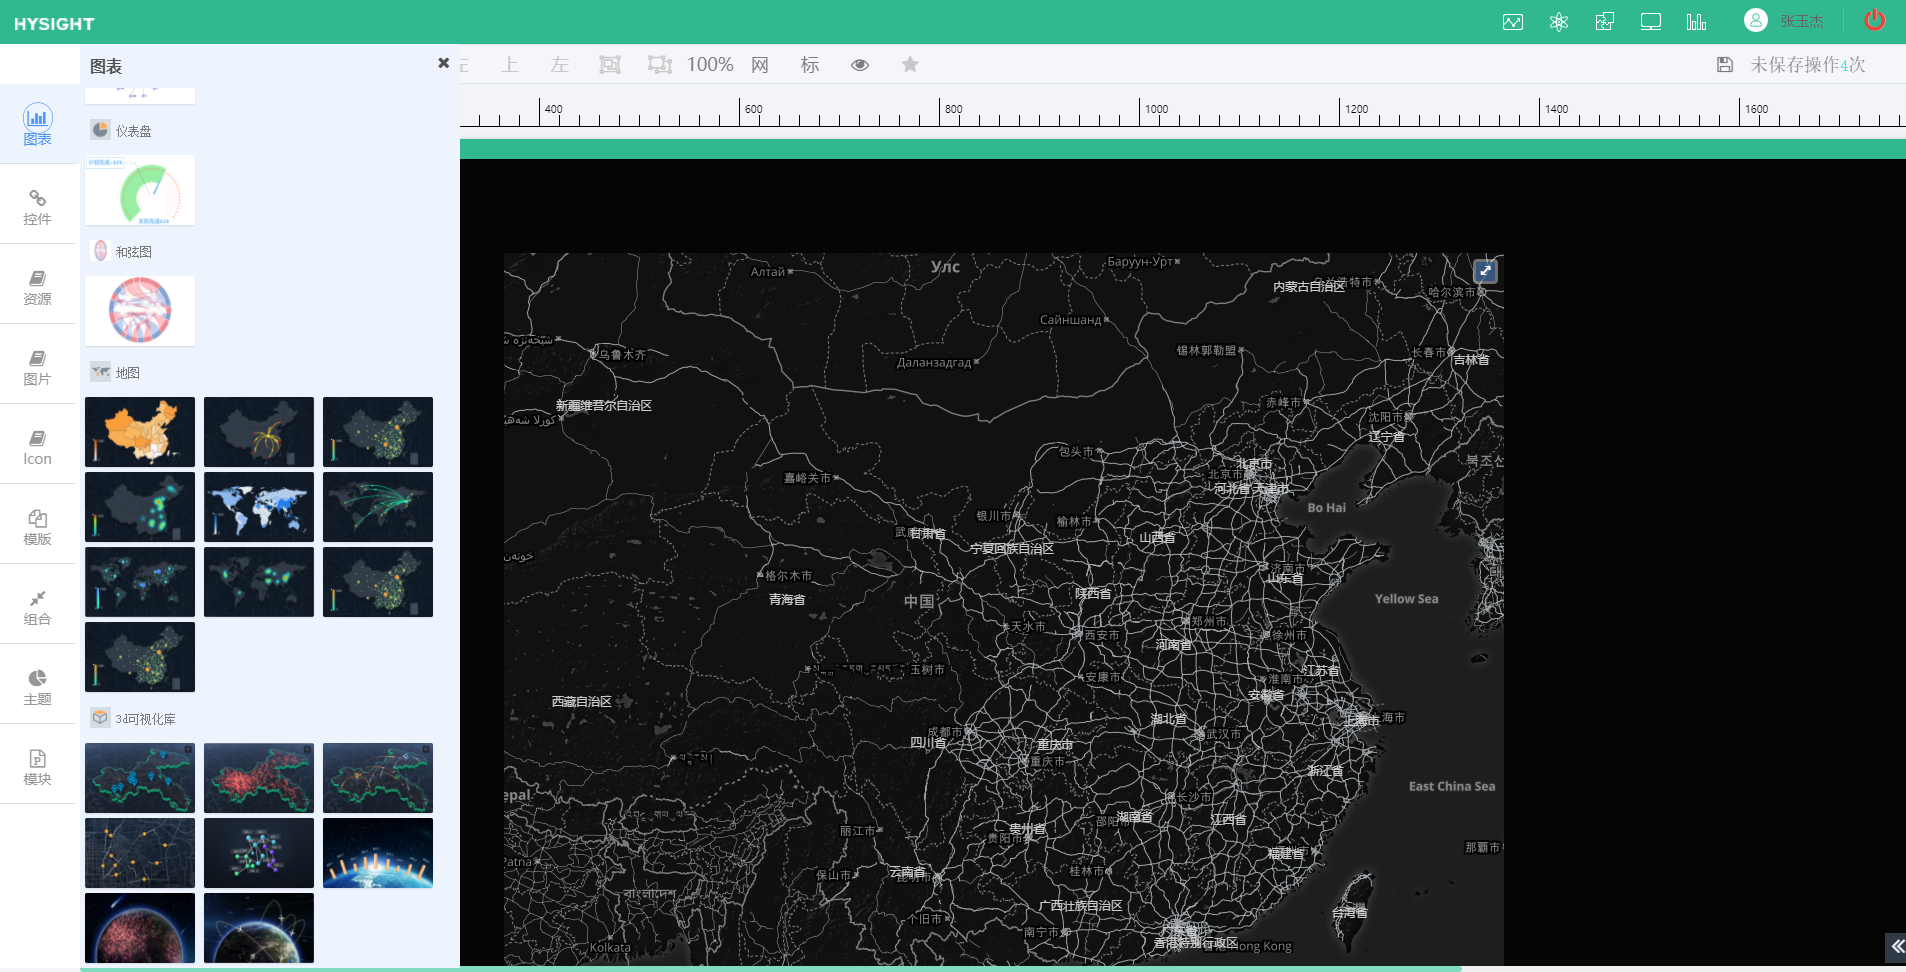 HYSIGHT
张玉杰
图表
上 左 100% 网 标
未保存操作4次
400 600 800 1000 1200 1400 1600
图表
控件
资源
图片
Icon
模版
组合
主题
模块
仪表盘
和弦图
地图
3d可视化库
Алтай
Улс
Баруун-Урт
内蒙古自治区
哈尔滨市
Сайншанд
乌鲁木齐
Даланзадгад
锡林郭勒盟
长春市
吉林省
新疆维吾尔自治区
赤峰市
沈阳市
辽宁省
包头市
北京市
北京市
河北省
天津市
嘉峪关市
Bo Hai
银川市
榆林市
甘肃省
宁夏回族自治区
山西省
格尔木市
济南市
山东省
青海省
中国
陕西省
Yellow Sea
天水市
西安市
郑州市
徐州市
河南省
玉树市
安康市
江苏省
淮南市
西藏自治区
安徽省
湖北省
上海市
成都市
四川省
重庆市
重庆市
武汉市
浙江省
East China Sea
epal
长沙市
丽江市
贵州省
贵阳市
邵阳市
湖南省
江西省
那霸市
福建省
Patna
保山市
云南省
桂林市
广西壮族自治区
台湾省
个旧市
南宁市
广东省
香港特别行政区
Kolkata
ong Kong